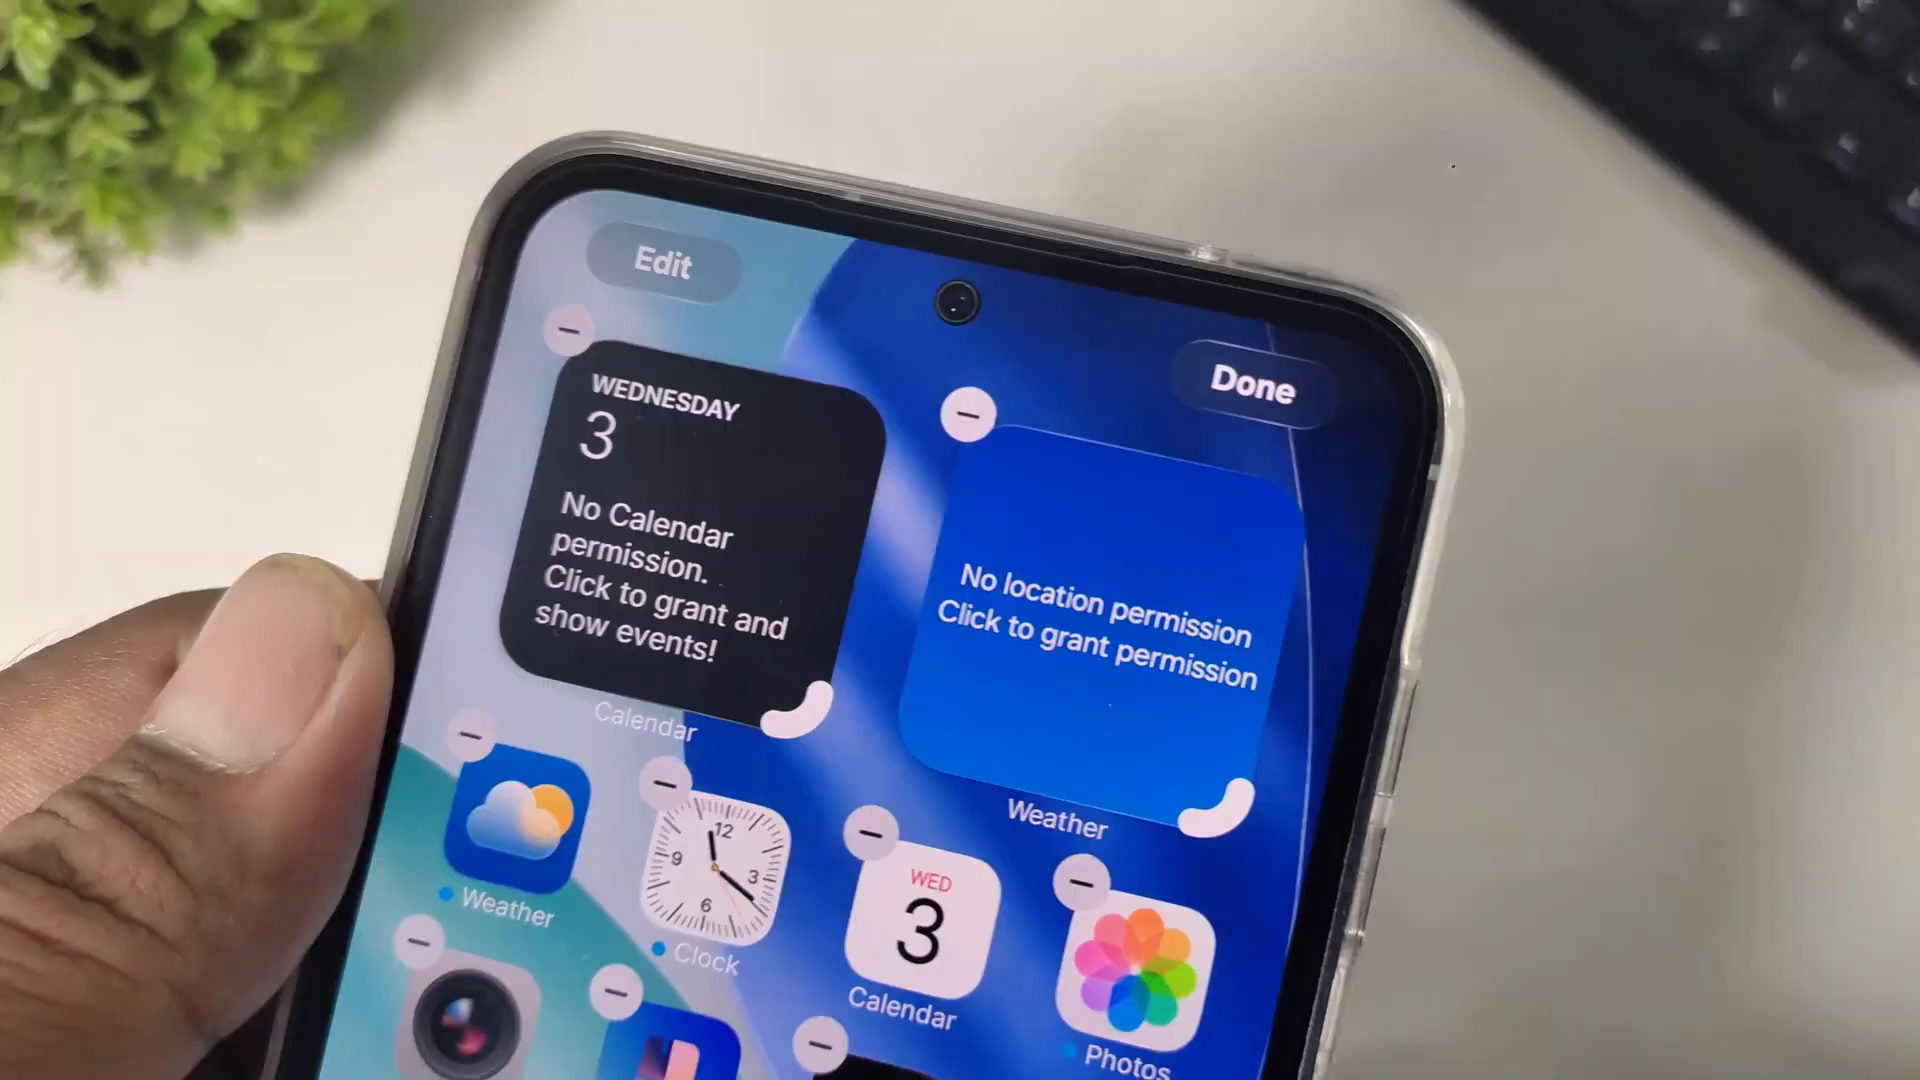 Edit
Done
WEDNESDAY
3
No Calendar
permission.
Click to grant and
show events!
Calendar
No location permission
Click to grant permission
Weather
Weather
12
3
6
9
Clock
WED
3
Calendar
Photos